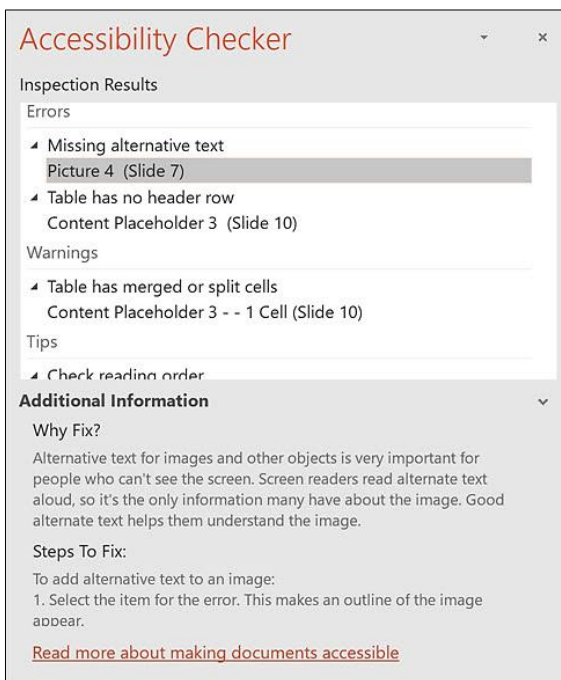 Accessibility Checker
Inspection Results
Errors
Missing alternative text
Picture 4 (Slide 7)
Table has no header row
Content Placeholder 3 (Slide 10)
Warnings
Table has merged or split cells
Content Placeholder 3 - - 1 Cell (Slide 10)
Tips
Check reading order
Additional Information
Why Fix?
Alternative text for images and other objects is very important for
people who can't see the screen. Screen readers read alternate text
aloud, so it's the only information many have about the image. Good
alternate text helps them understand the image.
Steps To Fix:
To add alternative text to an image:
1. Select the item for the error. This makes an outline of the image
appear.
Read more about making documents accessible